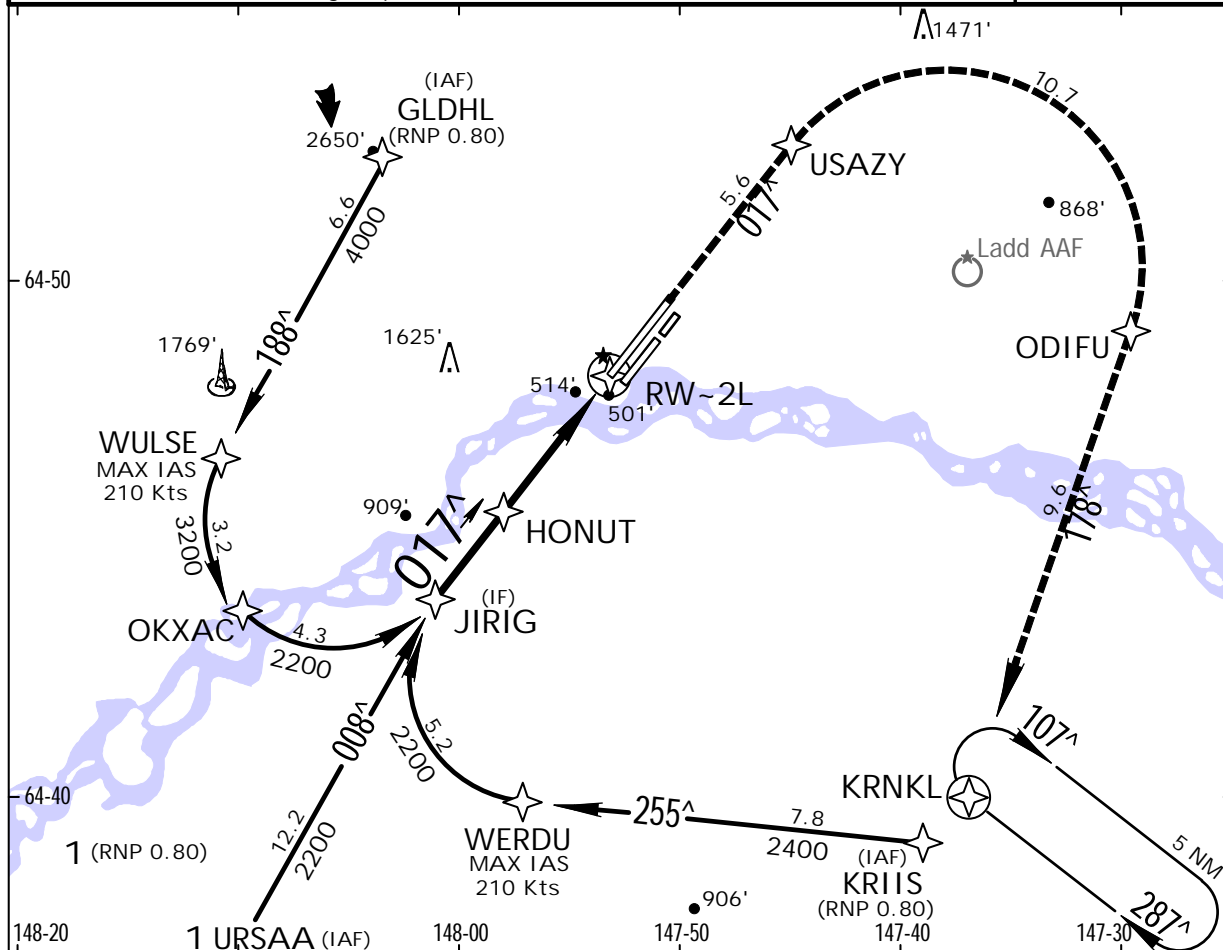 1471'
(IAF)
GLDHL
(RNP 0.80)
2650'
10.7
USAZY
6.6
4000
5.6
017^
868'
Ladd AAF
64-50
188^
1769'
1625'
ODIFU
514'
RW~2L
501'
WULSE
MAX IAS
210 Kts
3.2
3200
909'
017^
HONUT
9.6
178^
(IF)
JIRIG
OKXAC
4.3
2200
5.2
2200
008^
107^
KRNKL
64-40
255^
7.8
2400
WERDU
MAX IAS
210 Kts
(IAF)
KRIIS
(RNP 0.80)
12.2
2200
1 (RNP 0.80)
5 NM
906'
287^
1 URSAA (IAF)
148-20
148-00
147-50
147-40
147-30